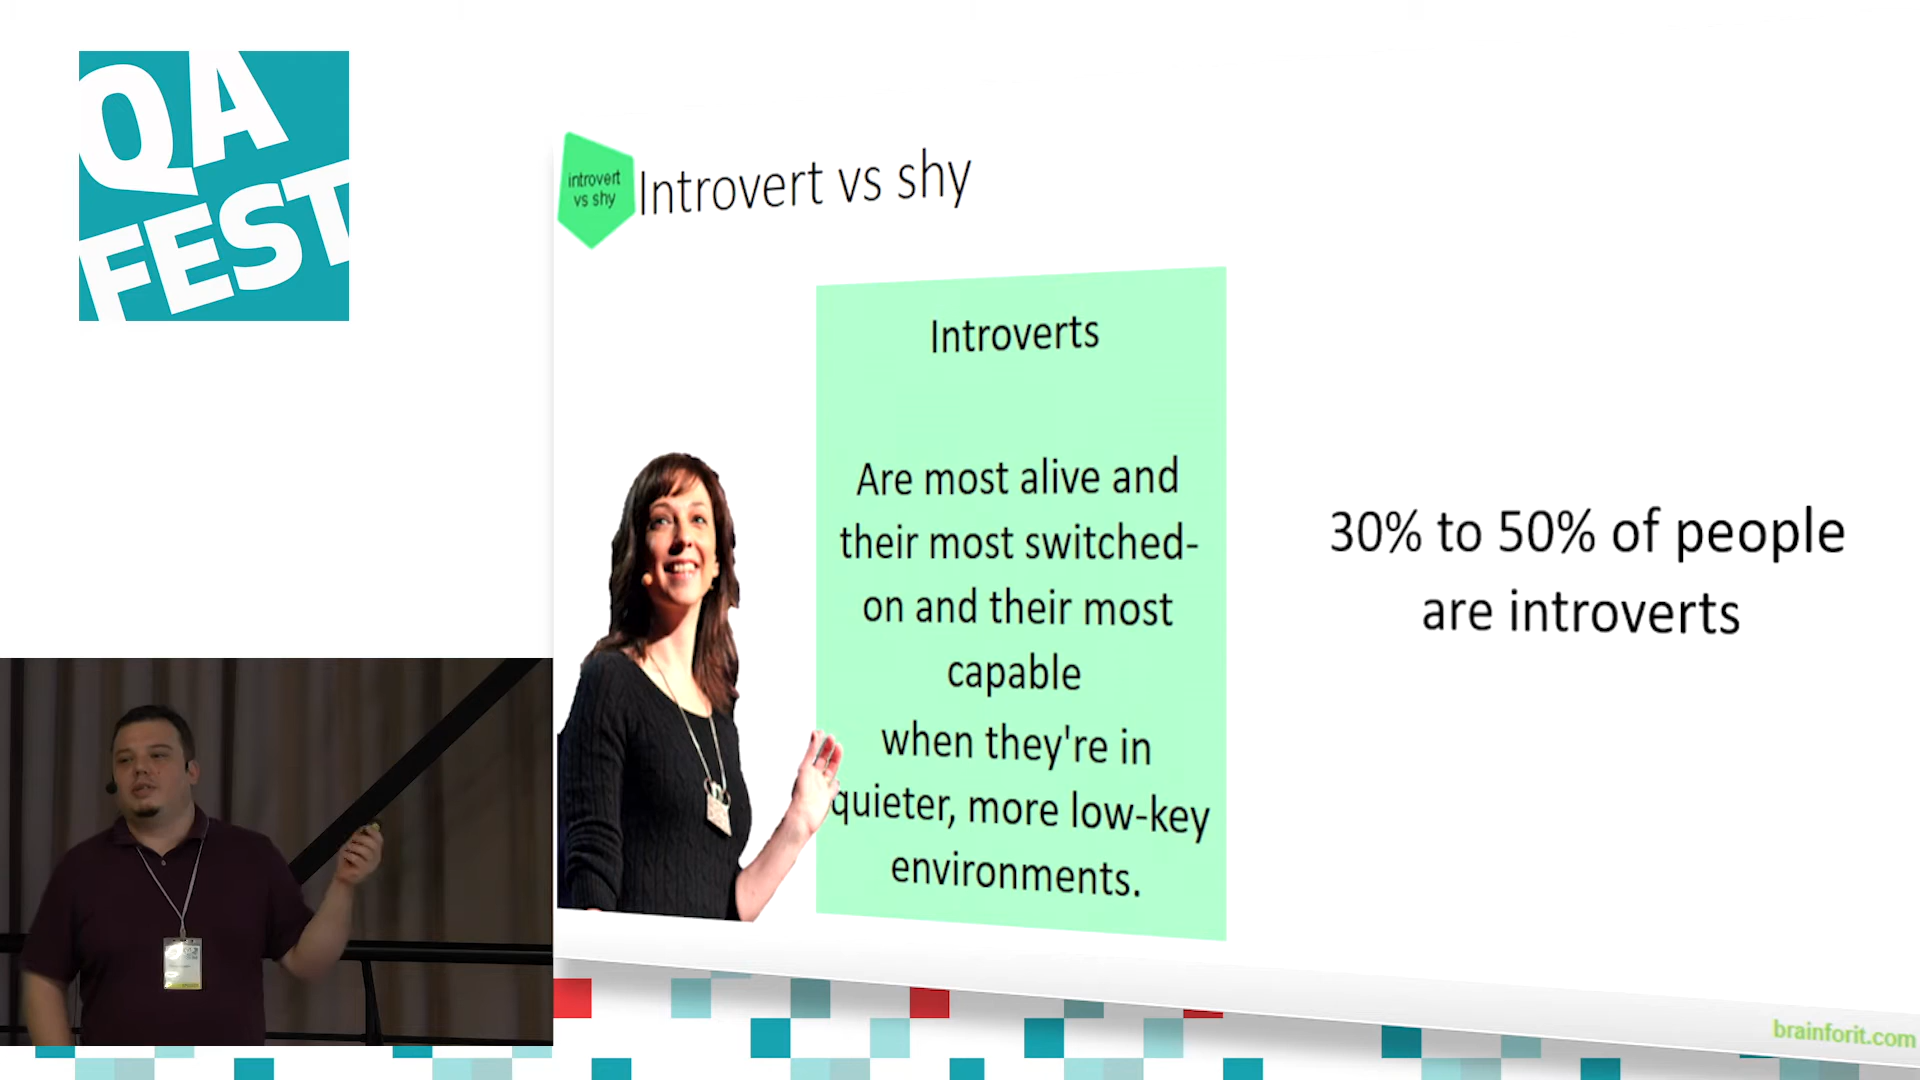 QA
FEST
introvert
vs shy
Introvert vs shy
Introverts
Are most alive and
their most switched-
on and their most
capable
when they're in
quieter, more low-key
environments.
30% to 50% of people
are introverts
brainforit.com